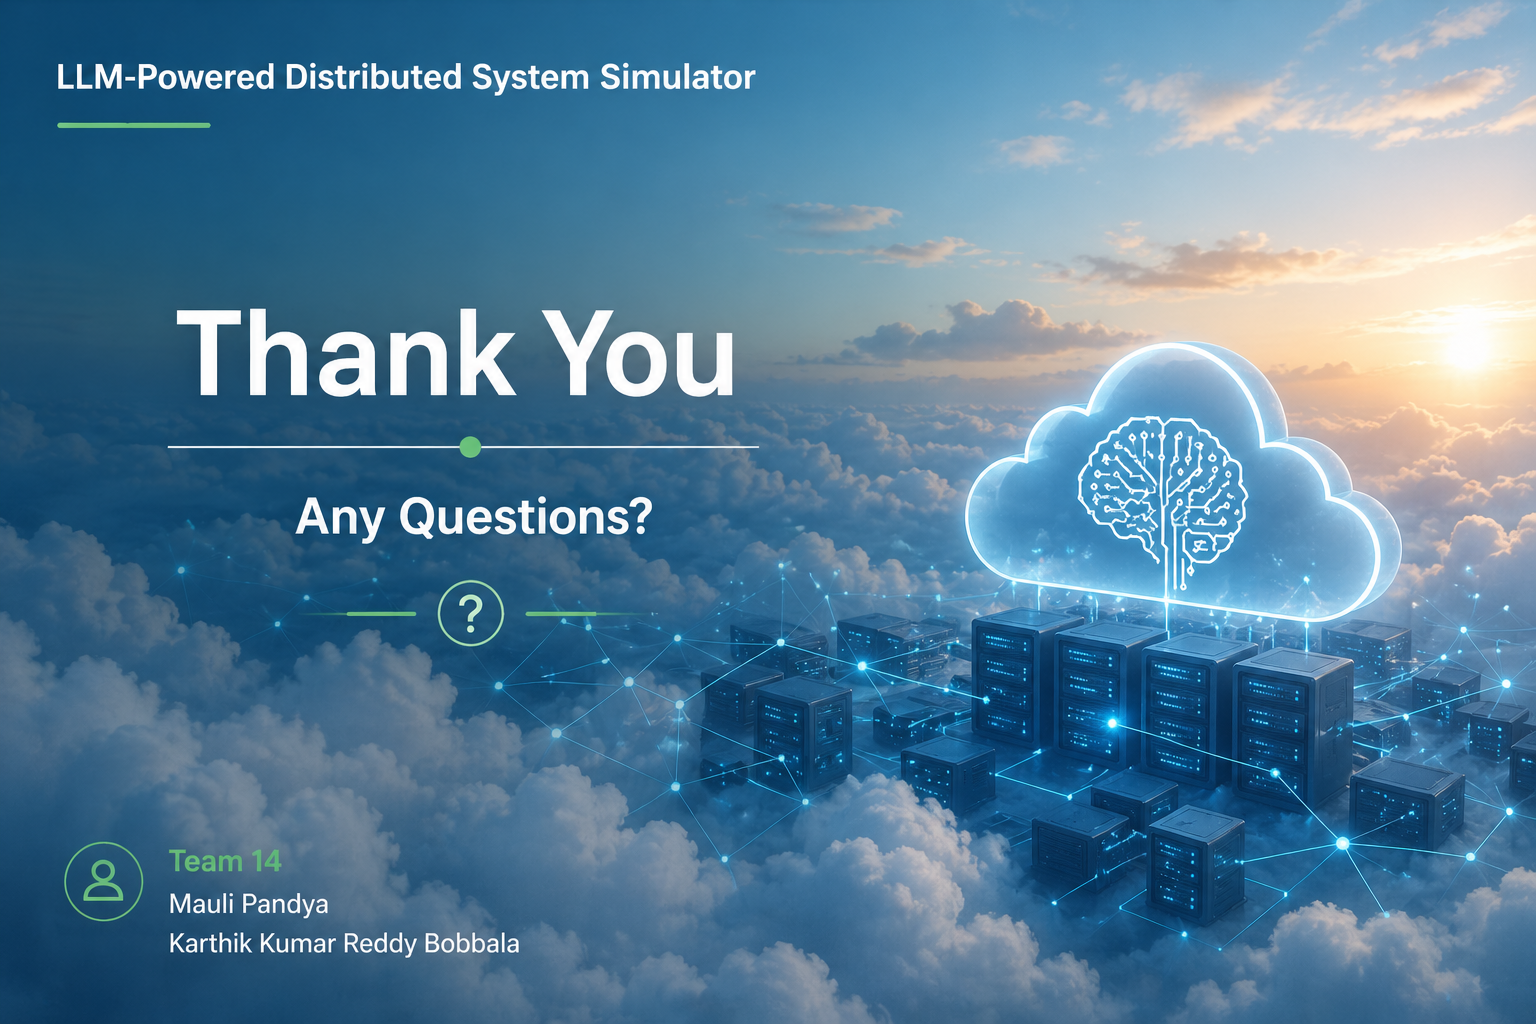 LLM-Powered Distributed System Simulator
Thank You
Any Questions?
?
Team 14
Mauli Pandya
Karthik Kumar Reddy Bobbala